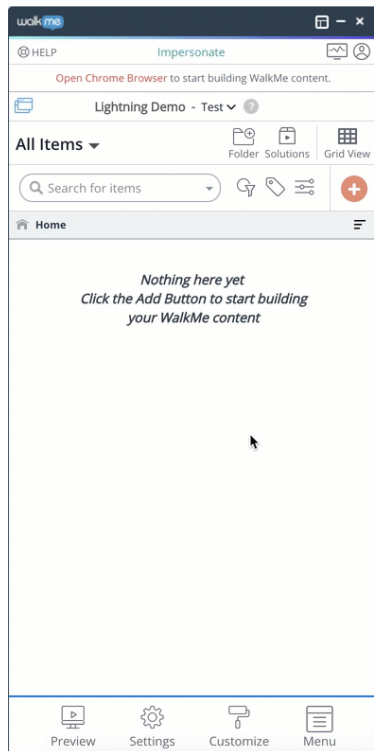 walkme
HELP
Impersonate
Open Chrome Browser to start building WalkMe content.
Lightning Demo - Test ?
All Items
Folder Solutions Grid View
Search for items
Home
Nothing here yet
Click the Add Button to start building
your WalkMe content
Preview Settings Customize Menu